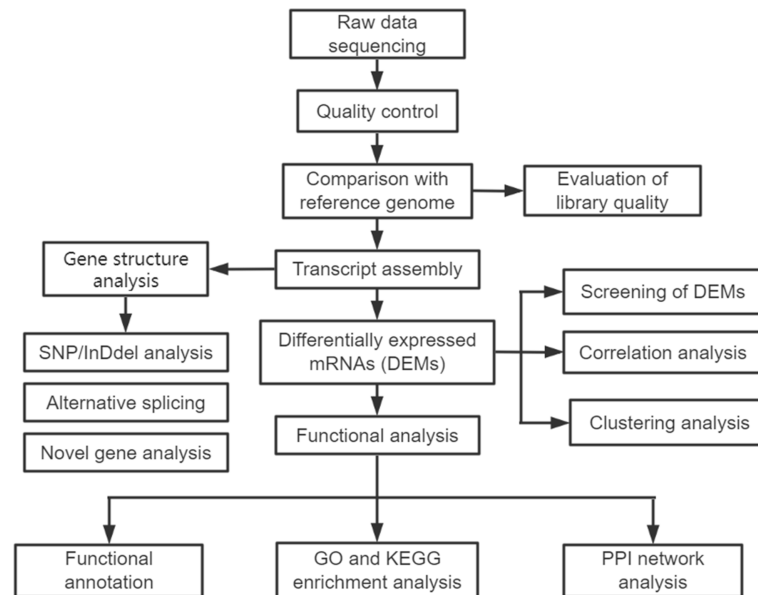 Raw data
sequencing
Quality control
Comparison with
reference genome
Evaluation of
library quality
Gene structure
analysis
Transcript assembly
Screening of DEMs
SNP/InDdel analysis
Differentially expressed
mRNAs (DEMs)
Correlation analysis
Alternative splicing
Functional analysis
Clustering analysis
Novel gene analysis
Functional
annotation
GO and KEGG
enrichment analysis
PPI network
analysis